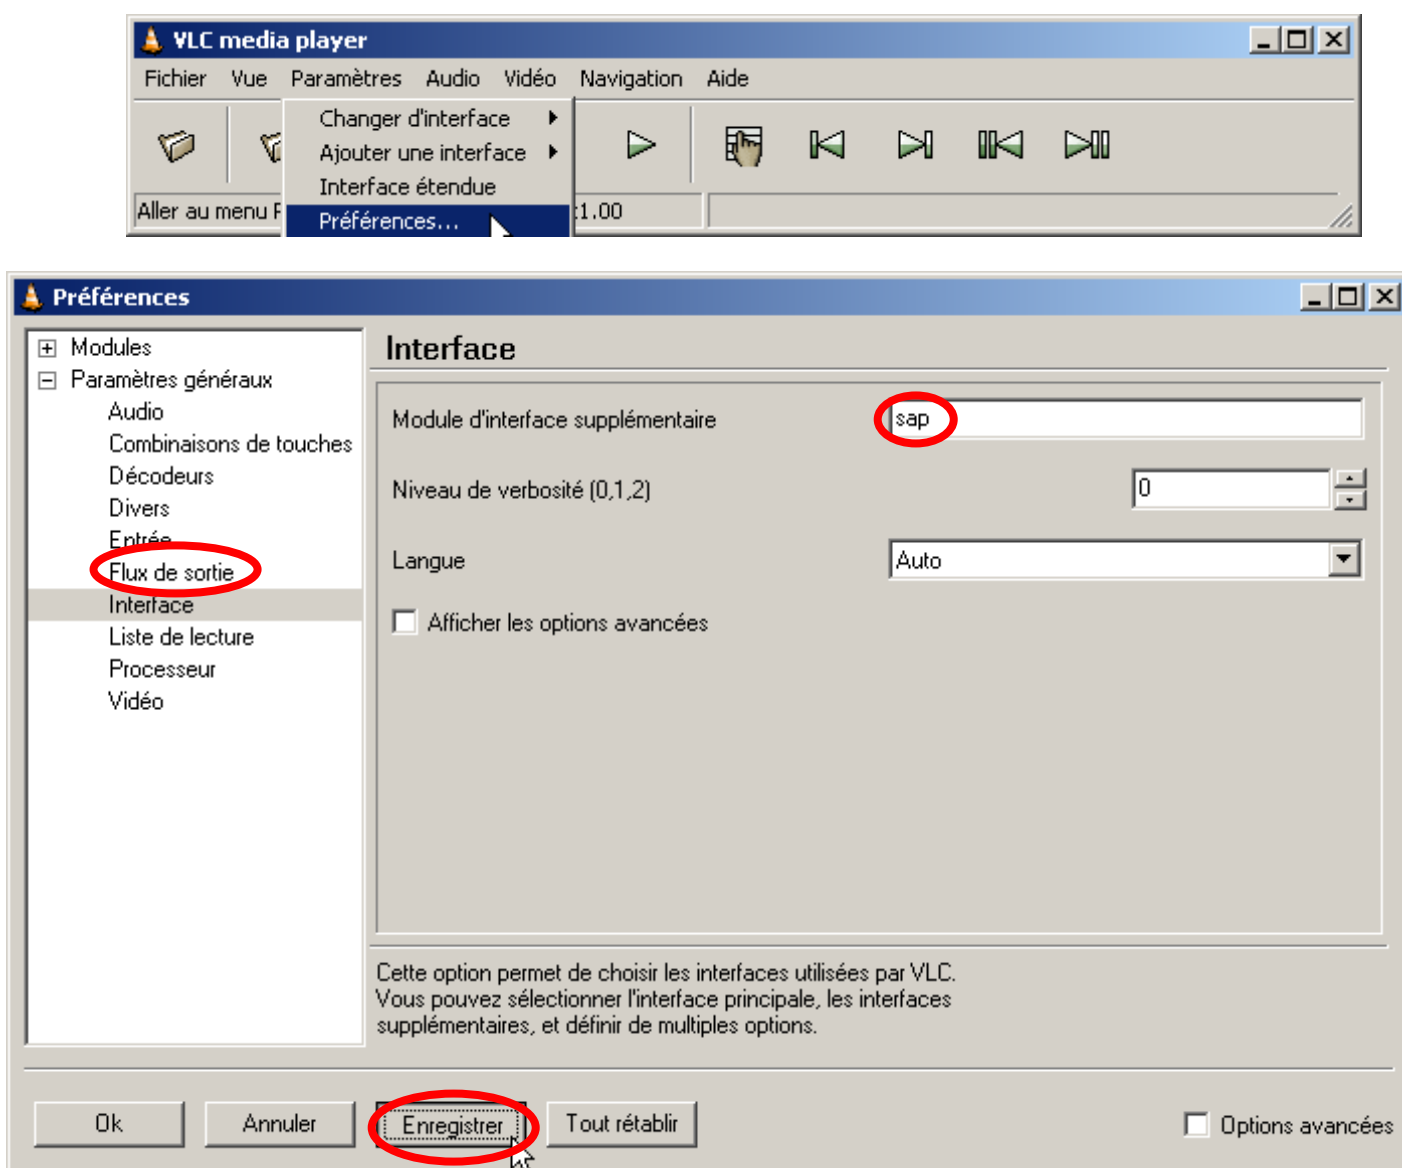 VLC media player
Fichier Vue Paramètres Audio Vidéo Navigation Aide
Changer d'interface
Ajouter une interface
Interface étendue
Aller au menu
Préférences...
:1.00
Préférences
Modules
Paramètres généraux
Audio
Combinaisons de touches
Décodeurs
Divers
Entrée
Flux de sortie
Interface
Liste de lecture
Processeur
Vidéo
Interface
Module d'interface supplémentaire
sap
Niveau de verbosité (0,1,2)
0
Langue
Auto
Afficher les options avancées
Cette option permet de choisir les interfaces utilisées par VLC.
Vous pouvez sélectionner l'interface principale, les interfaces
supplémentaires, et définir de multiples options.
Ok
Annuler
Enregistrer
Tout rétablir
Options avancées